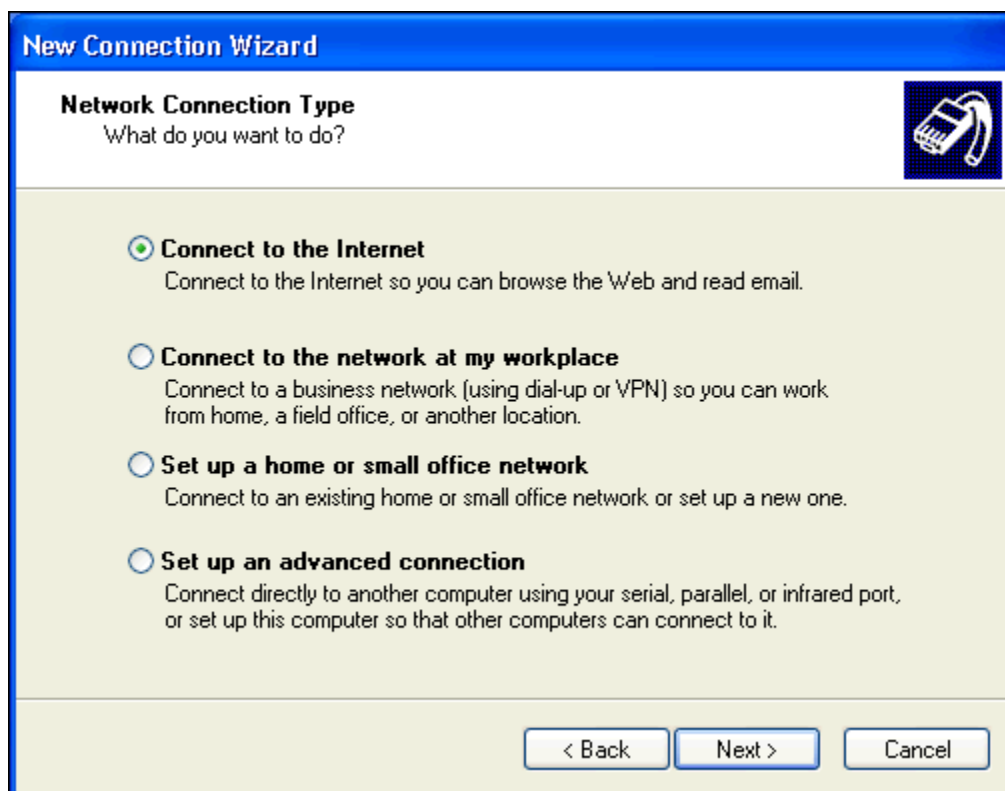 New Connection Wizard
Network Connection Type
What do you want to do?
Connect to the Internet
Connect to the Internet so you can browse the Web and read email.
Connect to the network at my workplace
Connect to a business network (using dial-up or VPN) so you can work
from home, a field office, or another location.
Set up a home or small office network
Connect to an existing home or small office network or set up a new one.
Set up an advanced connection
Connect directly to another computer using your serial, parallel, or infrared port,
or set up this computer so that other computers can connect to it.
< Back Next > Cancel